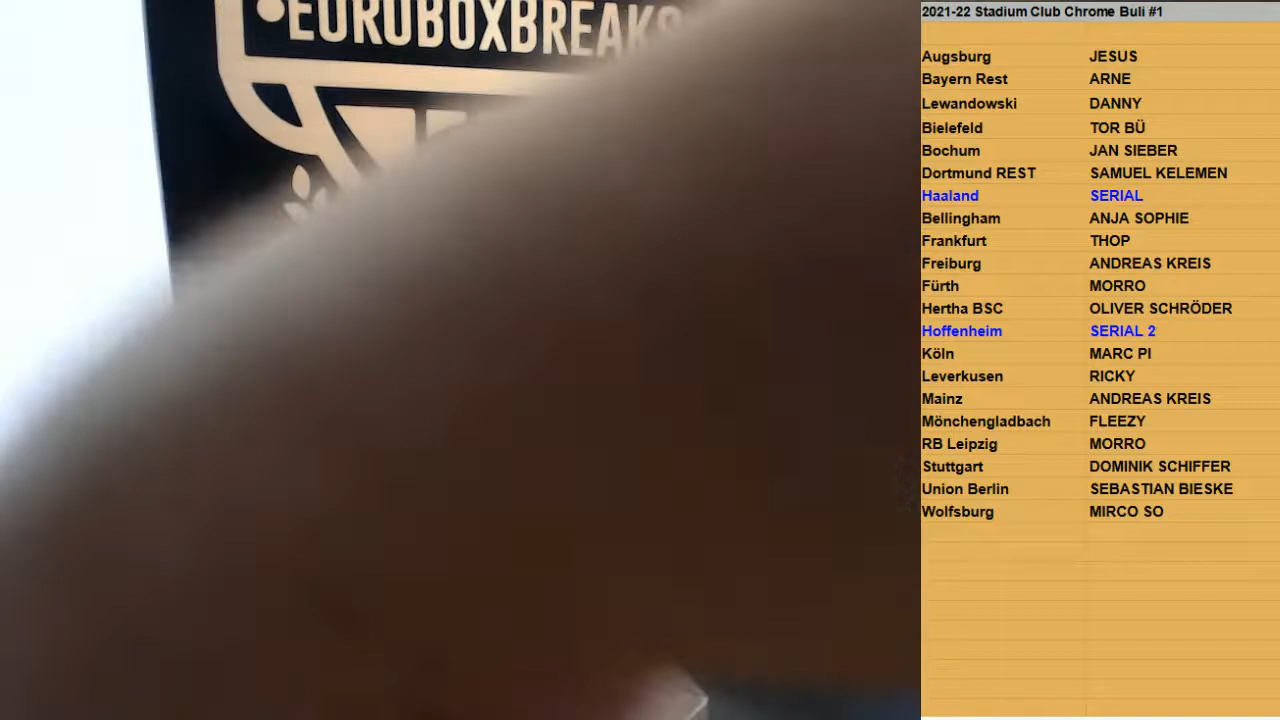 EUROBOXBREAKS
2021-22 Stadium Club Chrome Buli #1
Augsburg JESUS
Bayern Rest ARNE
Lewandowski DANNY
Bielefeld TOR BÜ
Bochum JAN SIEBER
Dortmund REST SAMUEL KELEMEN
Haaland SERIAL
Bellingham ANJA SOPHIE
Frankfurt THOP
Freiburg ANDREAS KREIS
Fürth MORRO
Hertha BSC OLIVER SCHRÖDER
Hoffenheim SERIAL 2
Köln MARC PI
Leverkusen RICKY
Mainz ANDREAS KREIS
Mönchengladbach FLEEZY
RB Leipzig MORRO
Stuttgart DOMINIK SCHIFFER
Union Berlin SEBASTIAN BIESKE
Wolfsburg MIRCO SO